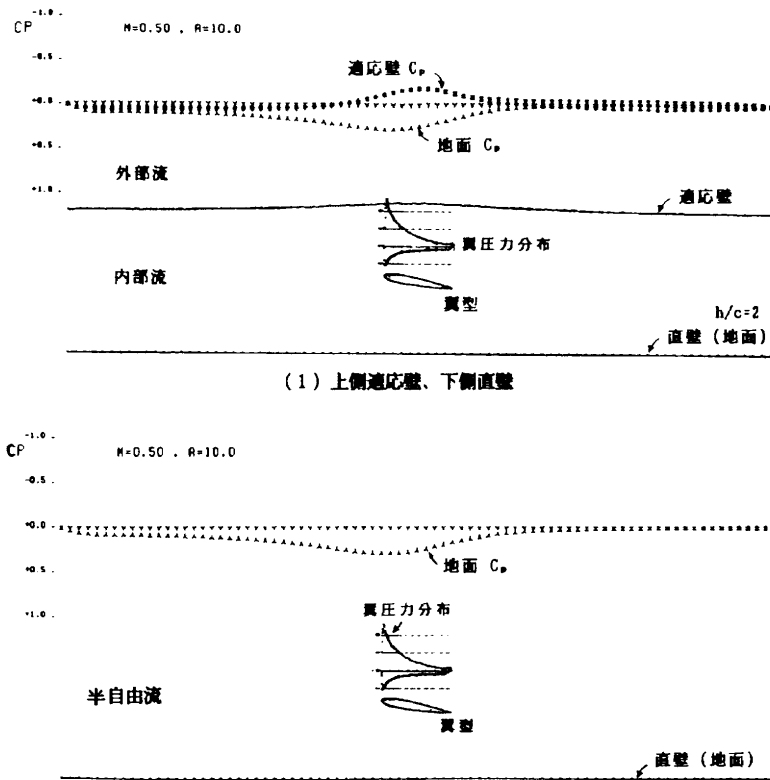 CP
-1.0
M=0.50 , A=10.0
-0.5
適応壁 Cp
+0.0
+0.5
地面 Cp
外部流
+1.0
適応壁
翼圧力分布
内部流
翼型
h/c=2
直壁 (地面)
(1) 上側適応壁、下側直壁
CP
-1.0
M=0.50 , A=10.0
-0.5
+0.0
地面 Cp
+0.5
翼圧力分布
+1.0
半自由流
翼型
直壁 (地面)